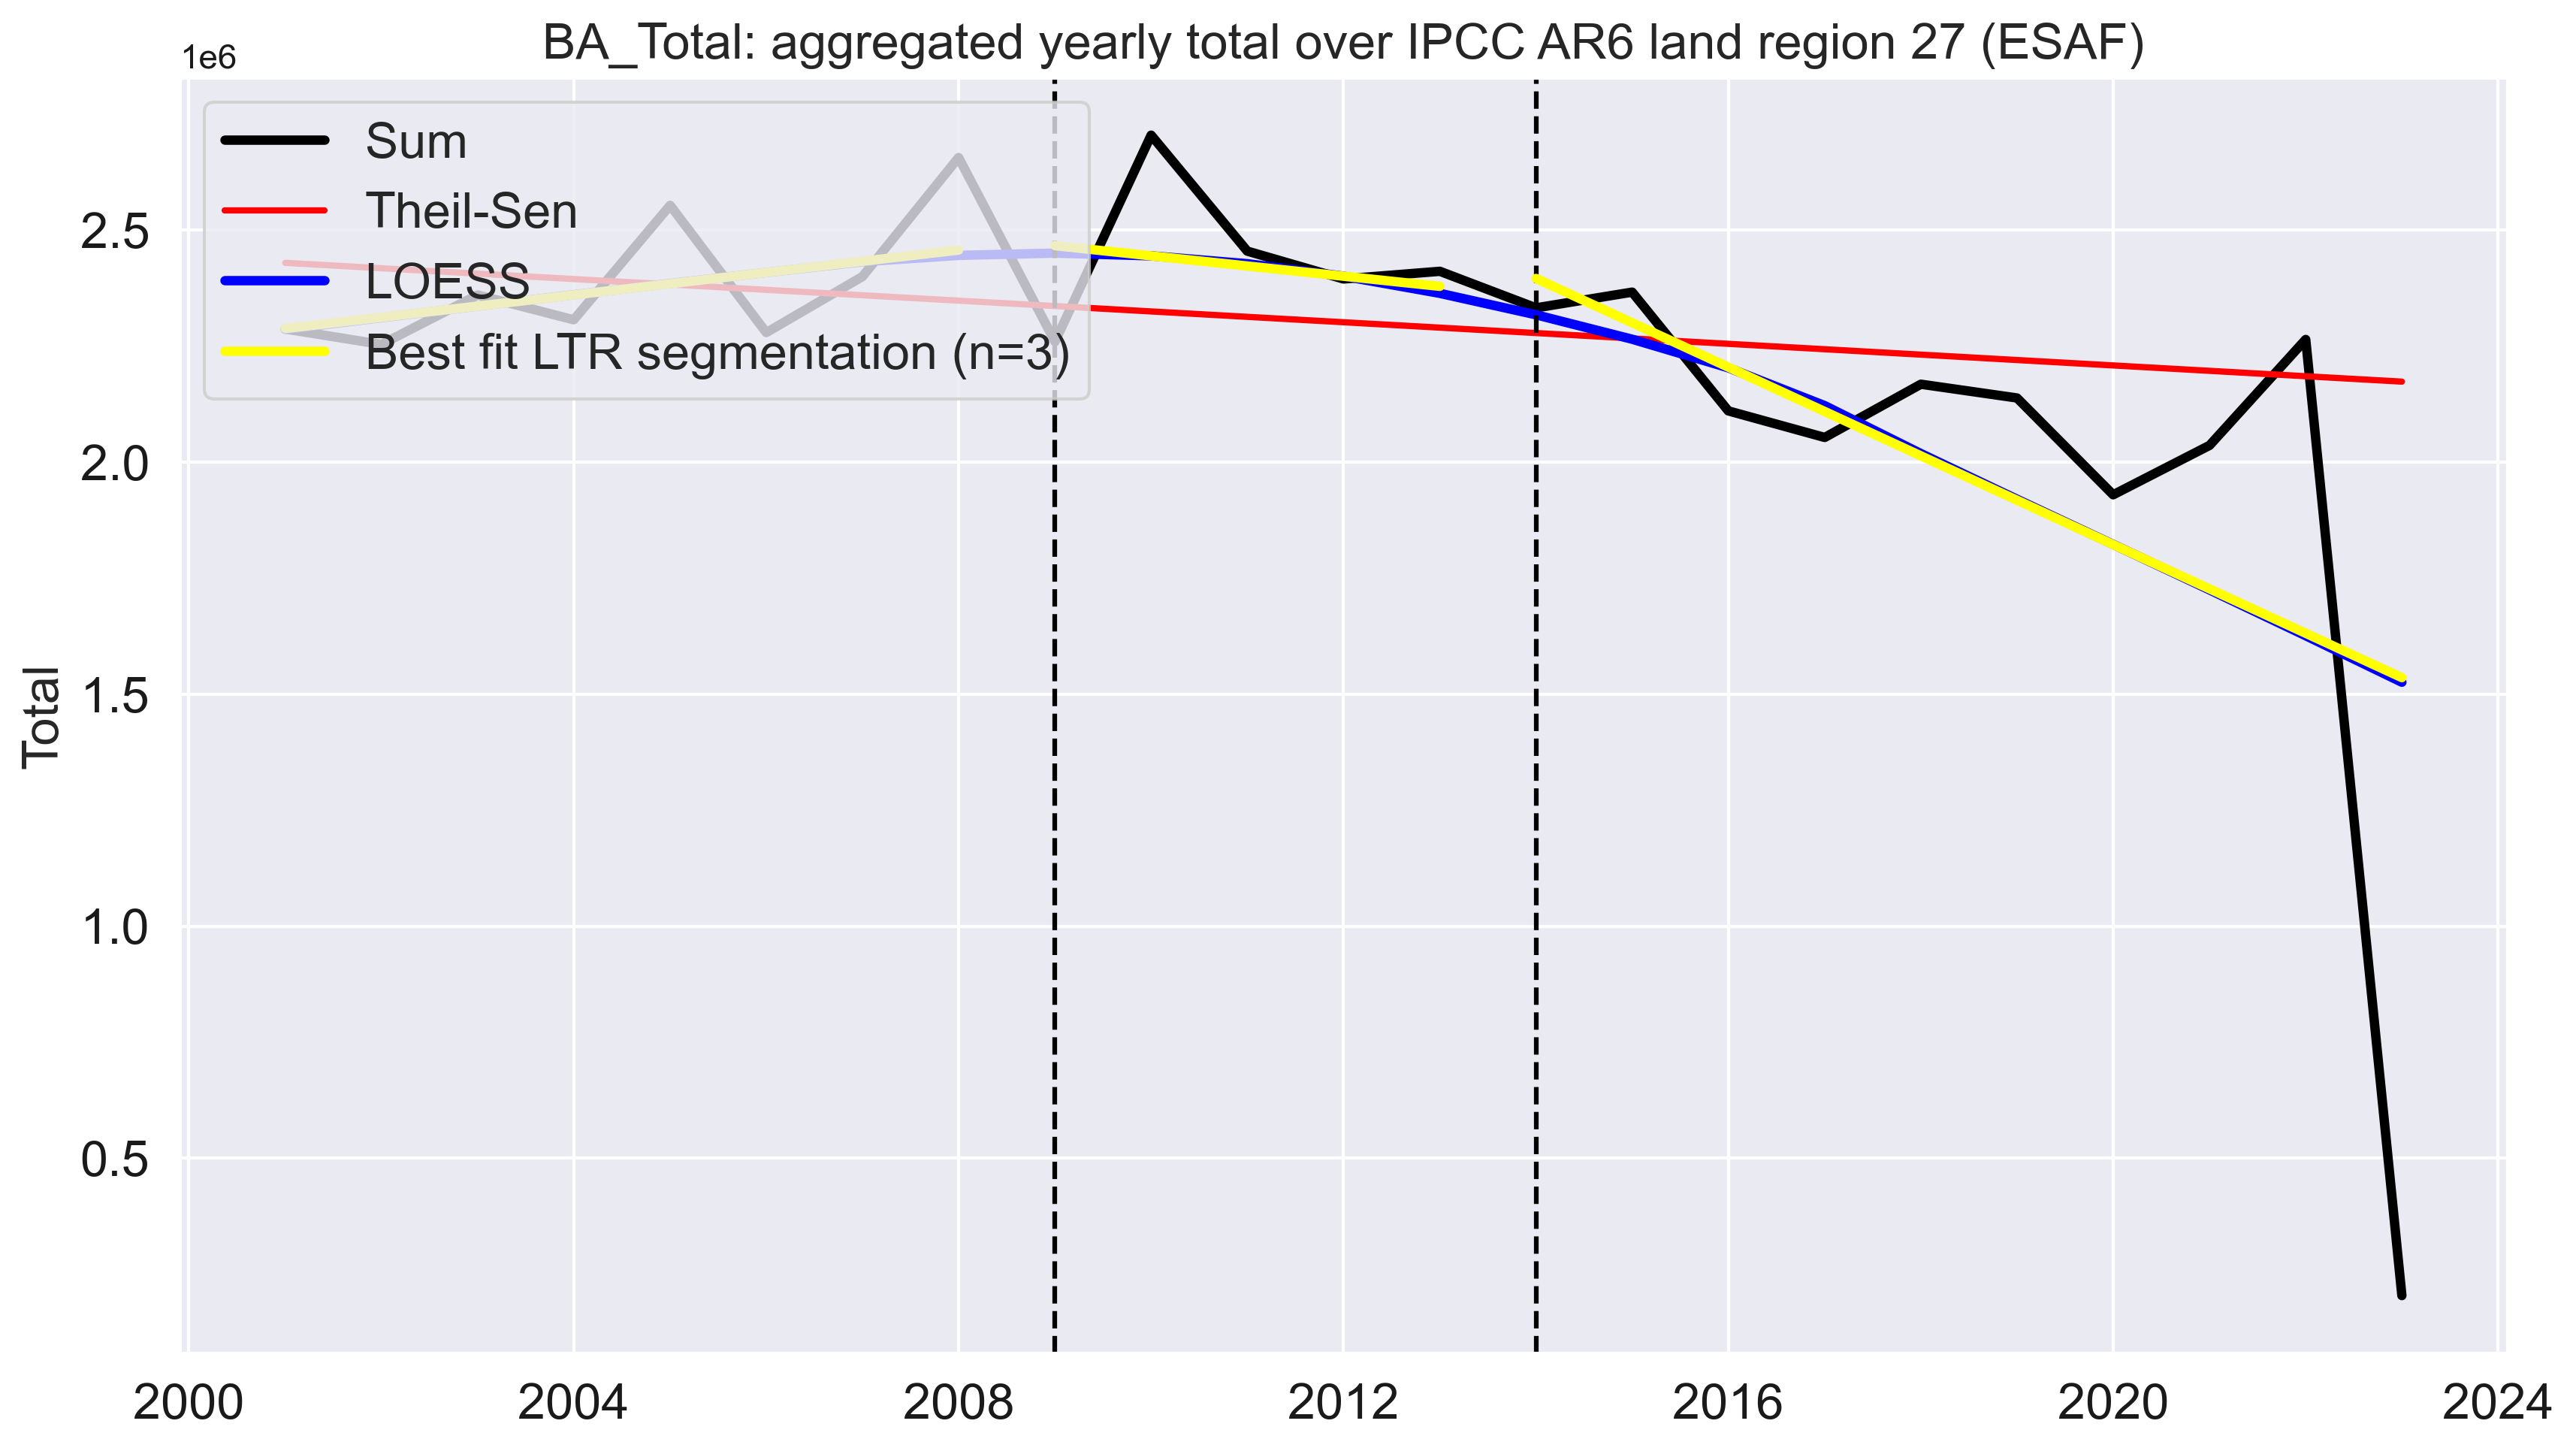 BA_Total: aggregated yearly total over IPCC AR6 land region 27 (ESAF)
1e6
Sum
Theil-Sen
LOESS
Best fit LTR segmentation (n=3)
2.5
2.0
1.5
1.0
0.5
Total
2000 2004 2008 2012 2016 2020 2024